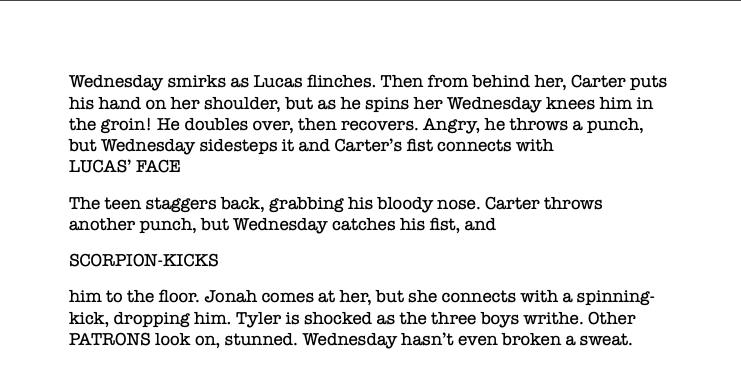 Wednesday smirks as Lucas flinches. Then from behind her, Carter puts
his hand on her shoulder, but as he spins her Wednesday knees him in
the groin! He doubles over, then recovers. Angry, he throws a punch,
but Wednesday sidesteps it and Carter’s fist connects with
LUCAS’ FACE
The teen staggers back, grabbing his bloody nose. Carter throws
another punch, but Wednesday catches his fist, and
SCORPION-KICKS
him to the floor. Jonah comes at her, but she connects with a spinning-
kick, dropping him. Tyler is shocked as the three boys writhe. Other
PATRONS look on, stunned. Wednesday hasn’t even broken a sweat.